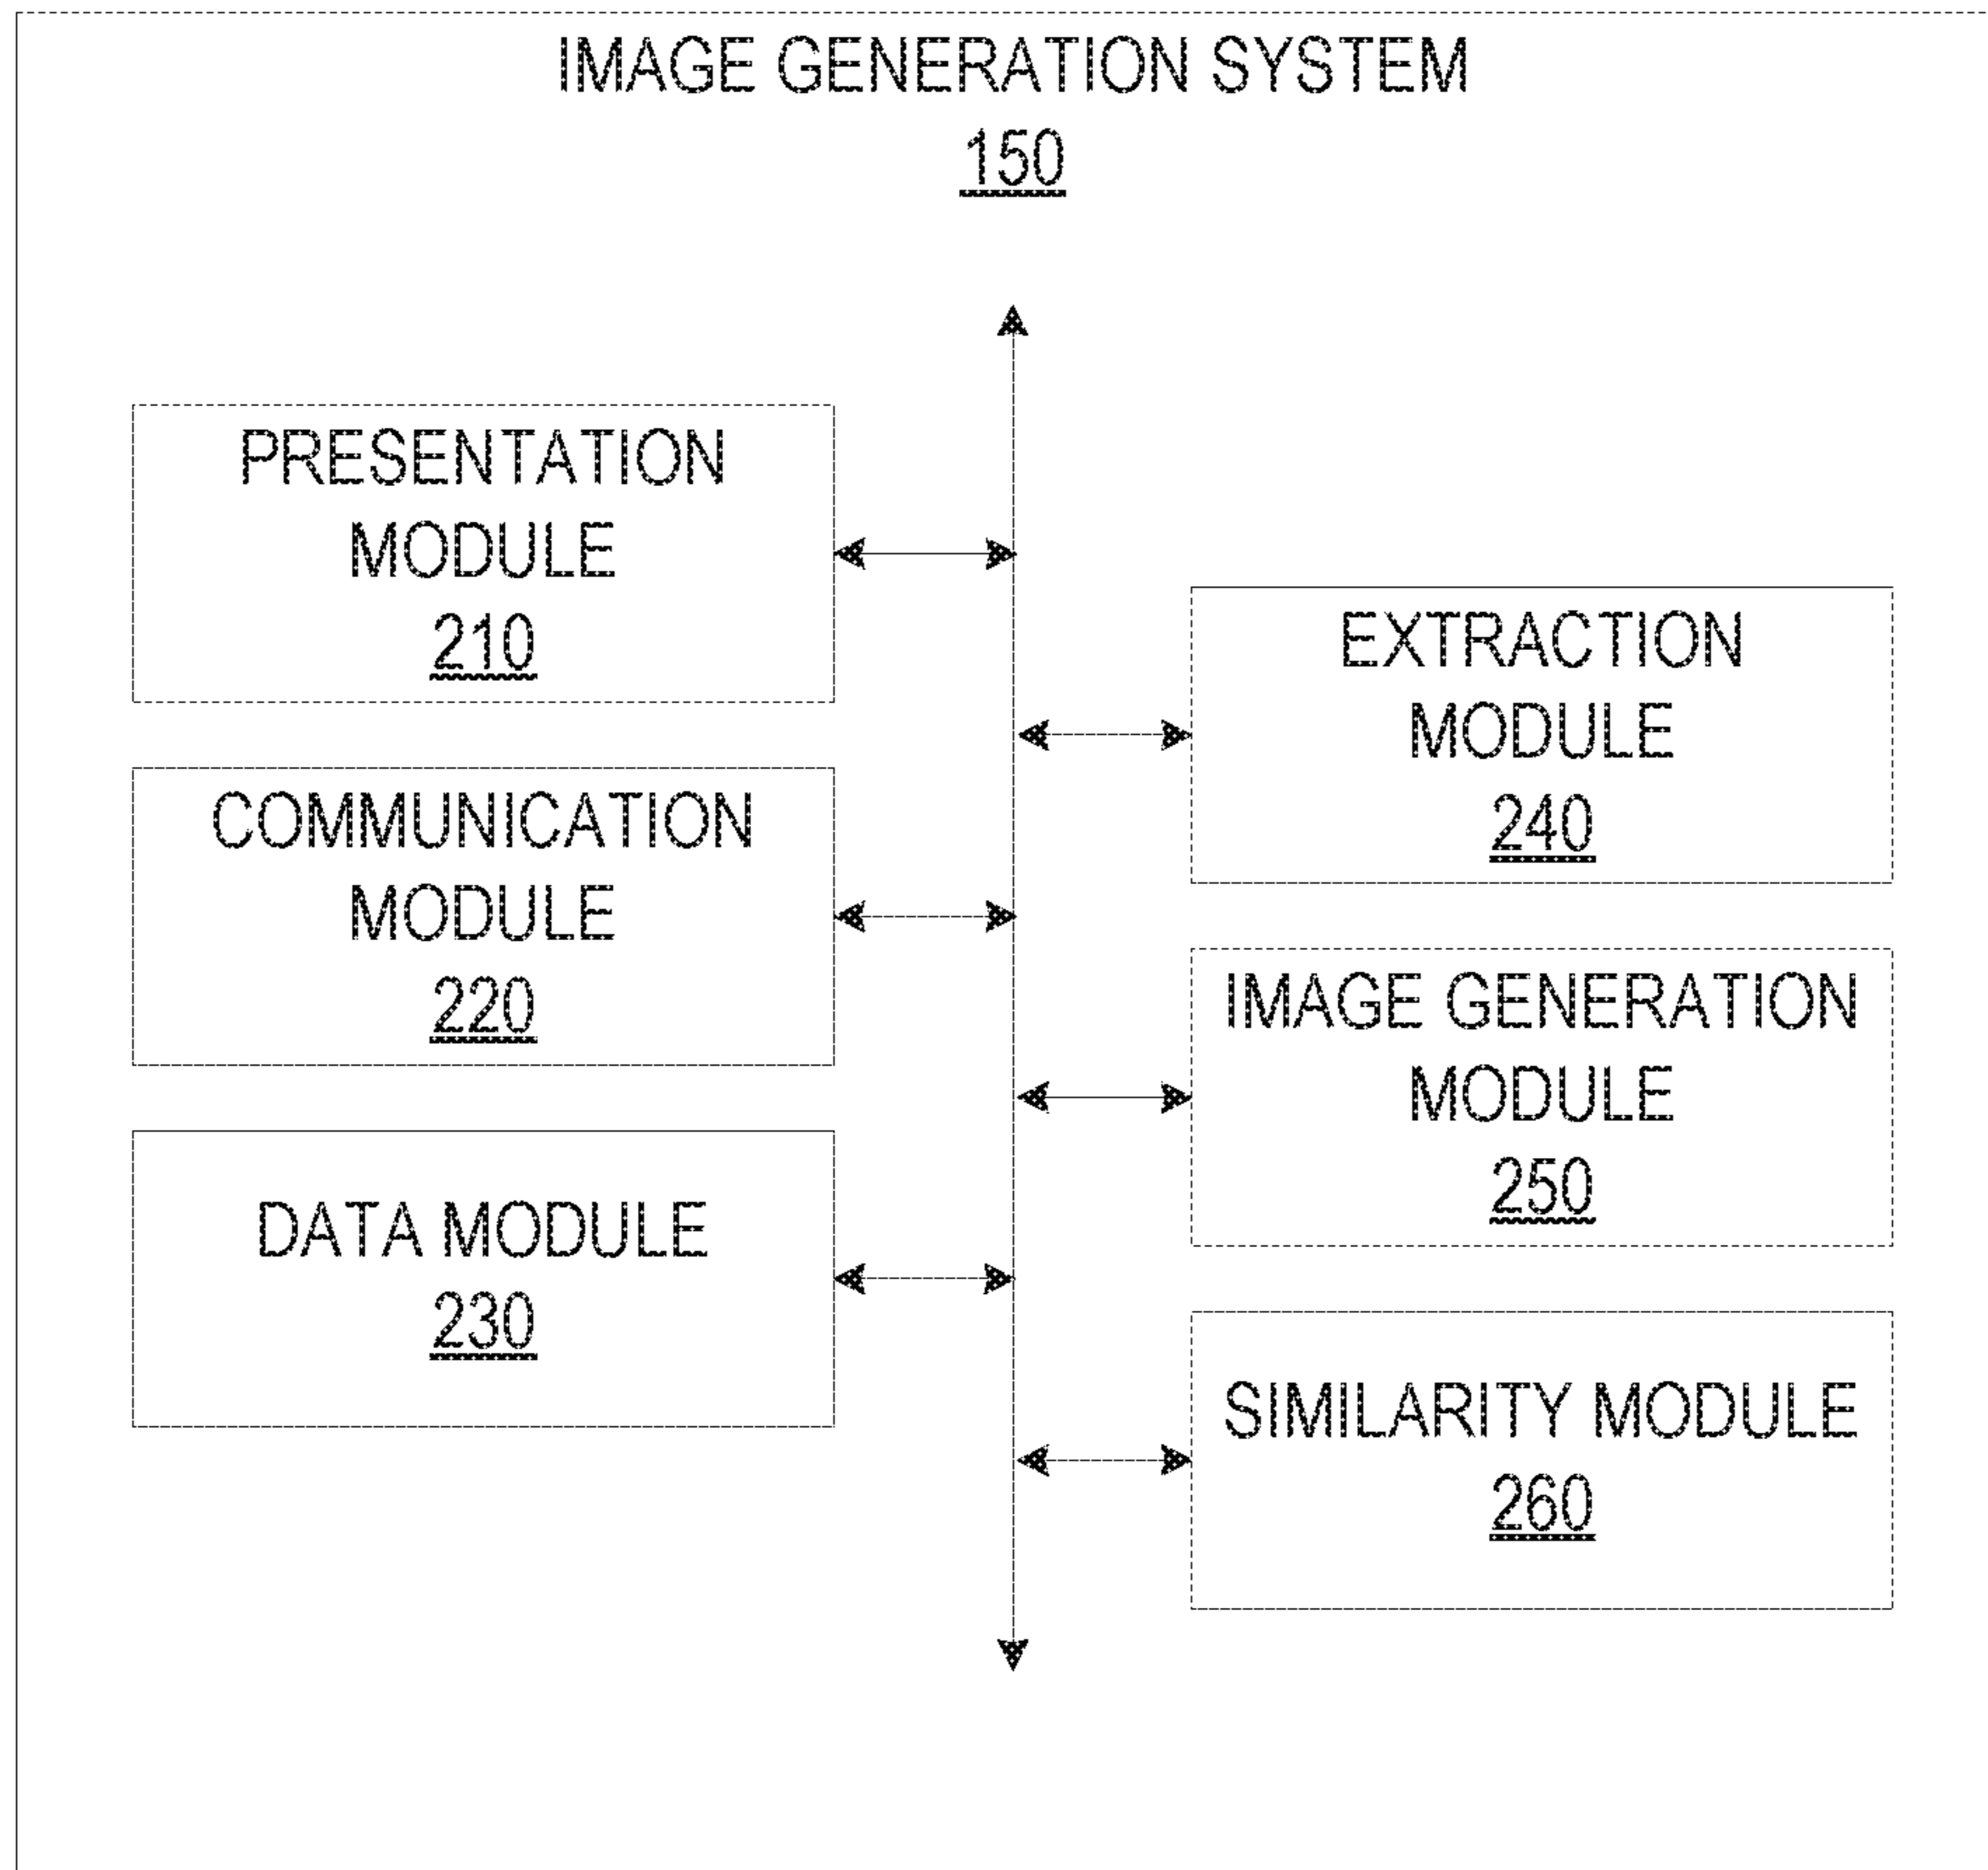 IMAGE GENERATION SYSTEM
150
PRESENTATION
MODULE
210
COMMUNICATION
MODULE
220
DATA MODULE
230
EXTRACTION
MODULE
240
IMAGE GENERATION
MODULE
250
SIMILARITY MODULE
260